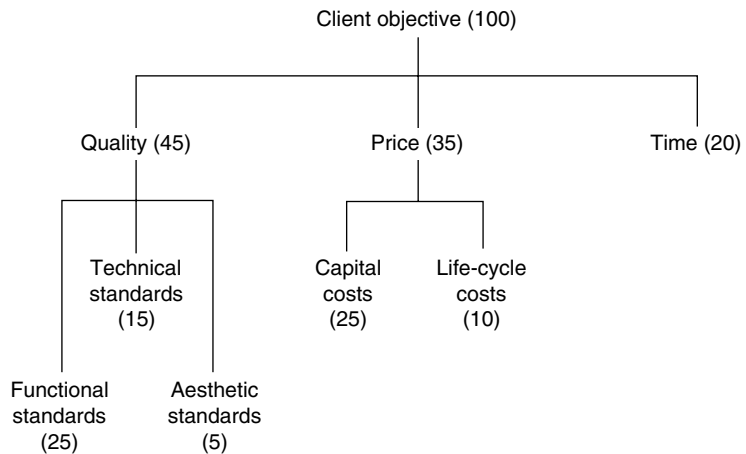 Client objective (100)
Quality (45)
Price (35)
Time (20)
Technical
standards
(15)
Capital
costs
(25)
Life-cycle
costs
(10)
Functional
standards
(25)
Aesthetic
standards
(5)